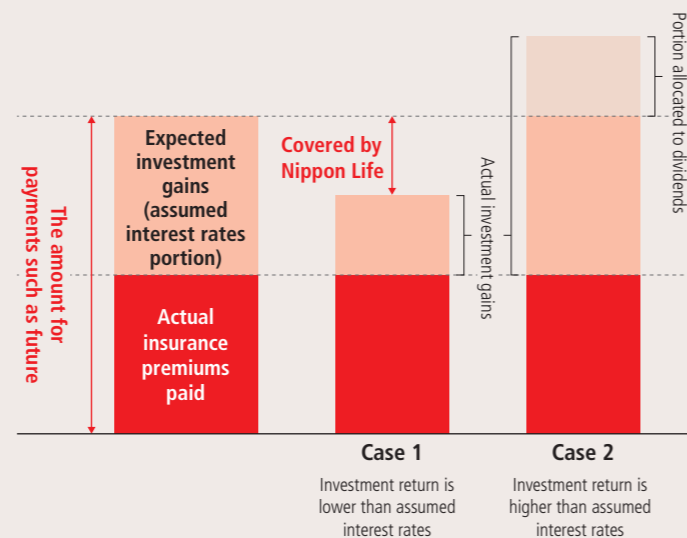 The amount for
payments such as future
Expected
investment
gains
(assumed
interest rates
portion)
Actual
insurance
premiums
paid
Covered by
Nippon Life
Actual investment gains
Portion allocated to dividends
Case 1
Investment return is
lower than assumed
interest rates
Case 2
Investment return is
higher than assumed
interest rates